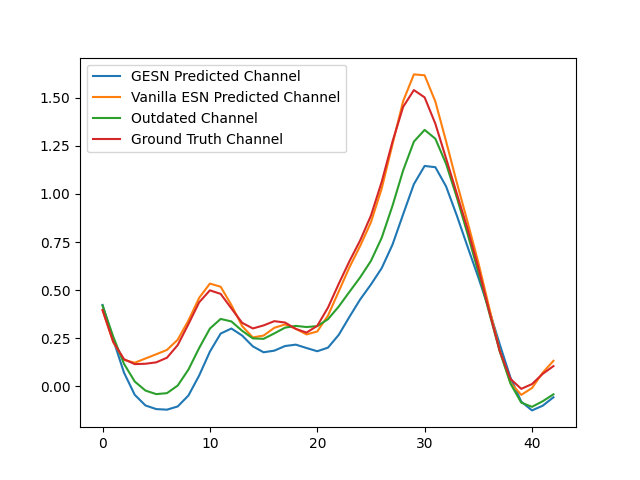 GESN Predicted Channel
Vanilla ESN Predicted Channel
Outdated Channel
Ground Truth Channel
1.50
1.25
1.00
0.75
0.50
0.25
0.00
0 10 20 30 40